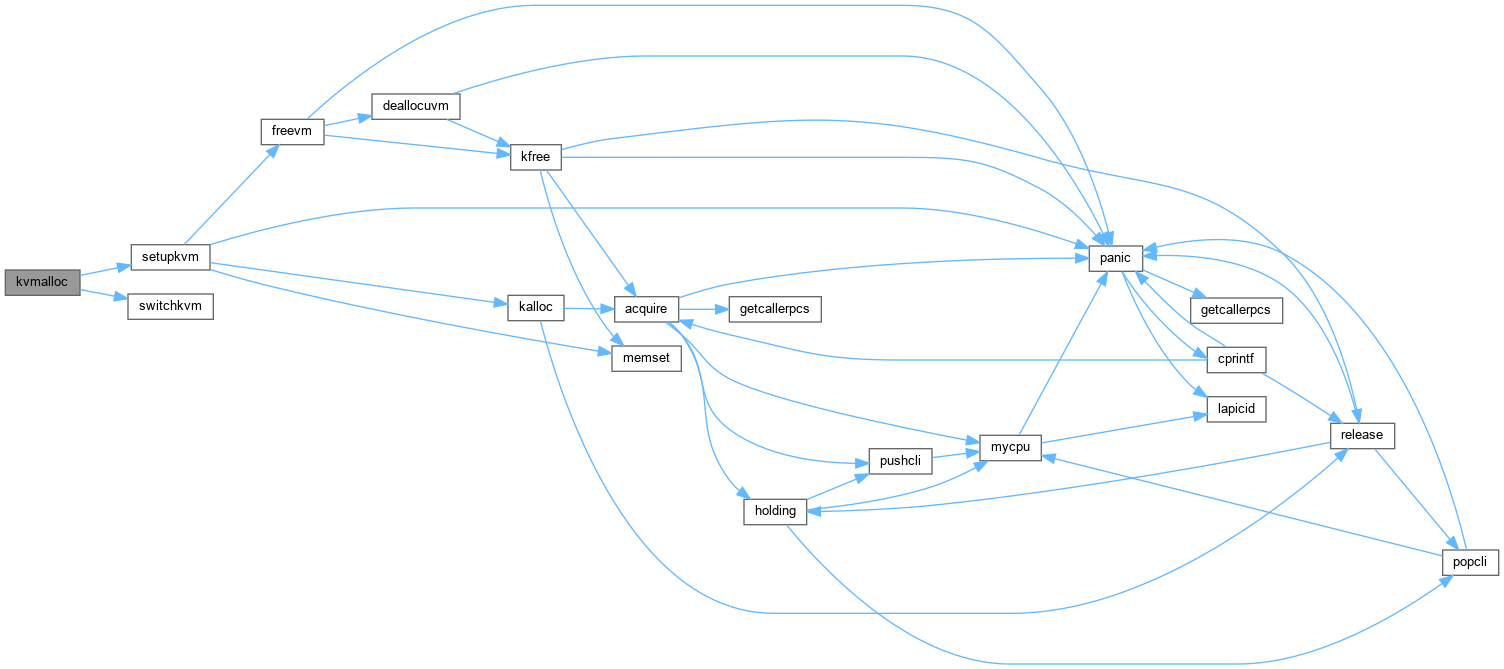 kvmalloc
setupkvm
switchkvm
freevm
deallocuvm
kfree
kalloc
acquire
memset
getcallerpcs
pushcli
holding
mycpu
panic
getcallerpcs
cprintf
lapicid
release
popcli